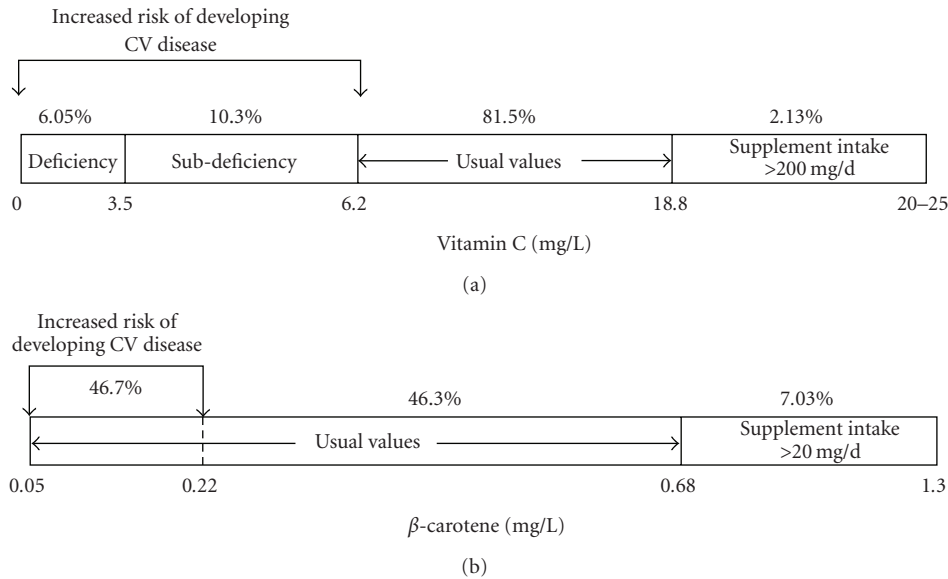 Increased risk of developing
CV disease
6.05% 10.3% 81.5% 2.13%
Deficiency Sub-deficiency Usual values Supplement intake
>200 mg/d
0 3.5 6.2 18.8 20–25
Vitamin C (mg/L)
(a)
Increased risk of
developing CV disease
46.7% 46.3% 7.03%
Usual values Supplement intake
>20 mg/d
0.05 0.22 0.68 1.3
β-carotene (mg/L)
(b)